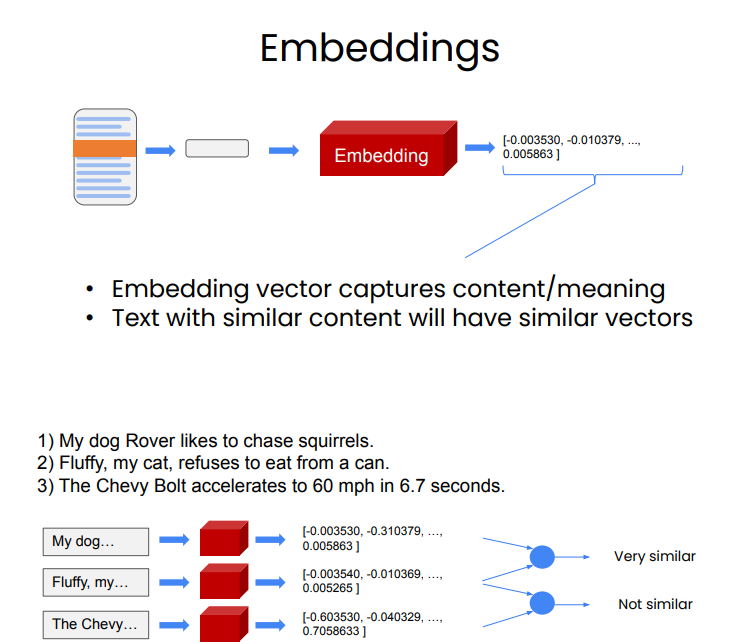 Embeddings
Embedding
[-0.003530, -0.010379, ...,
0.005863 ]
• Embedding vector captures content/meaning
• Text with similar content will have similar vectors
1) My dog Rover likes to chase squirrels.
2) Fluffy, my cat, refuses to eat from a can.
3) The Chevy Bolt accelerates to 60 mph in 6.7 seconds.
My dog…
[-0.003530, -0.310379, …,
0.005863 ]
Very similar
Fluffy, my…
[-0.003540, -0.010369, …,
0.005265 ]
Not similar
The Chevy…
[-0.603530, -0.040329, …,
0.7058633 ]